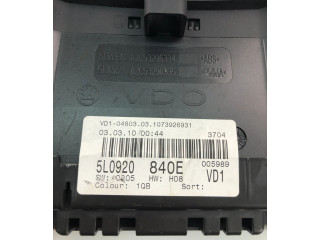 VDO
VD1-04803.03.1073926931
03.03.10/00:44 3704
5L0920 840E 005989
SW: 0205 HW: H08 VD1
Colour: 1QB Sort: